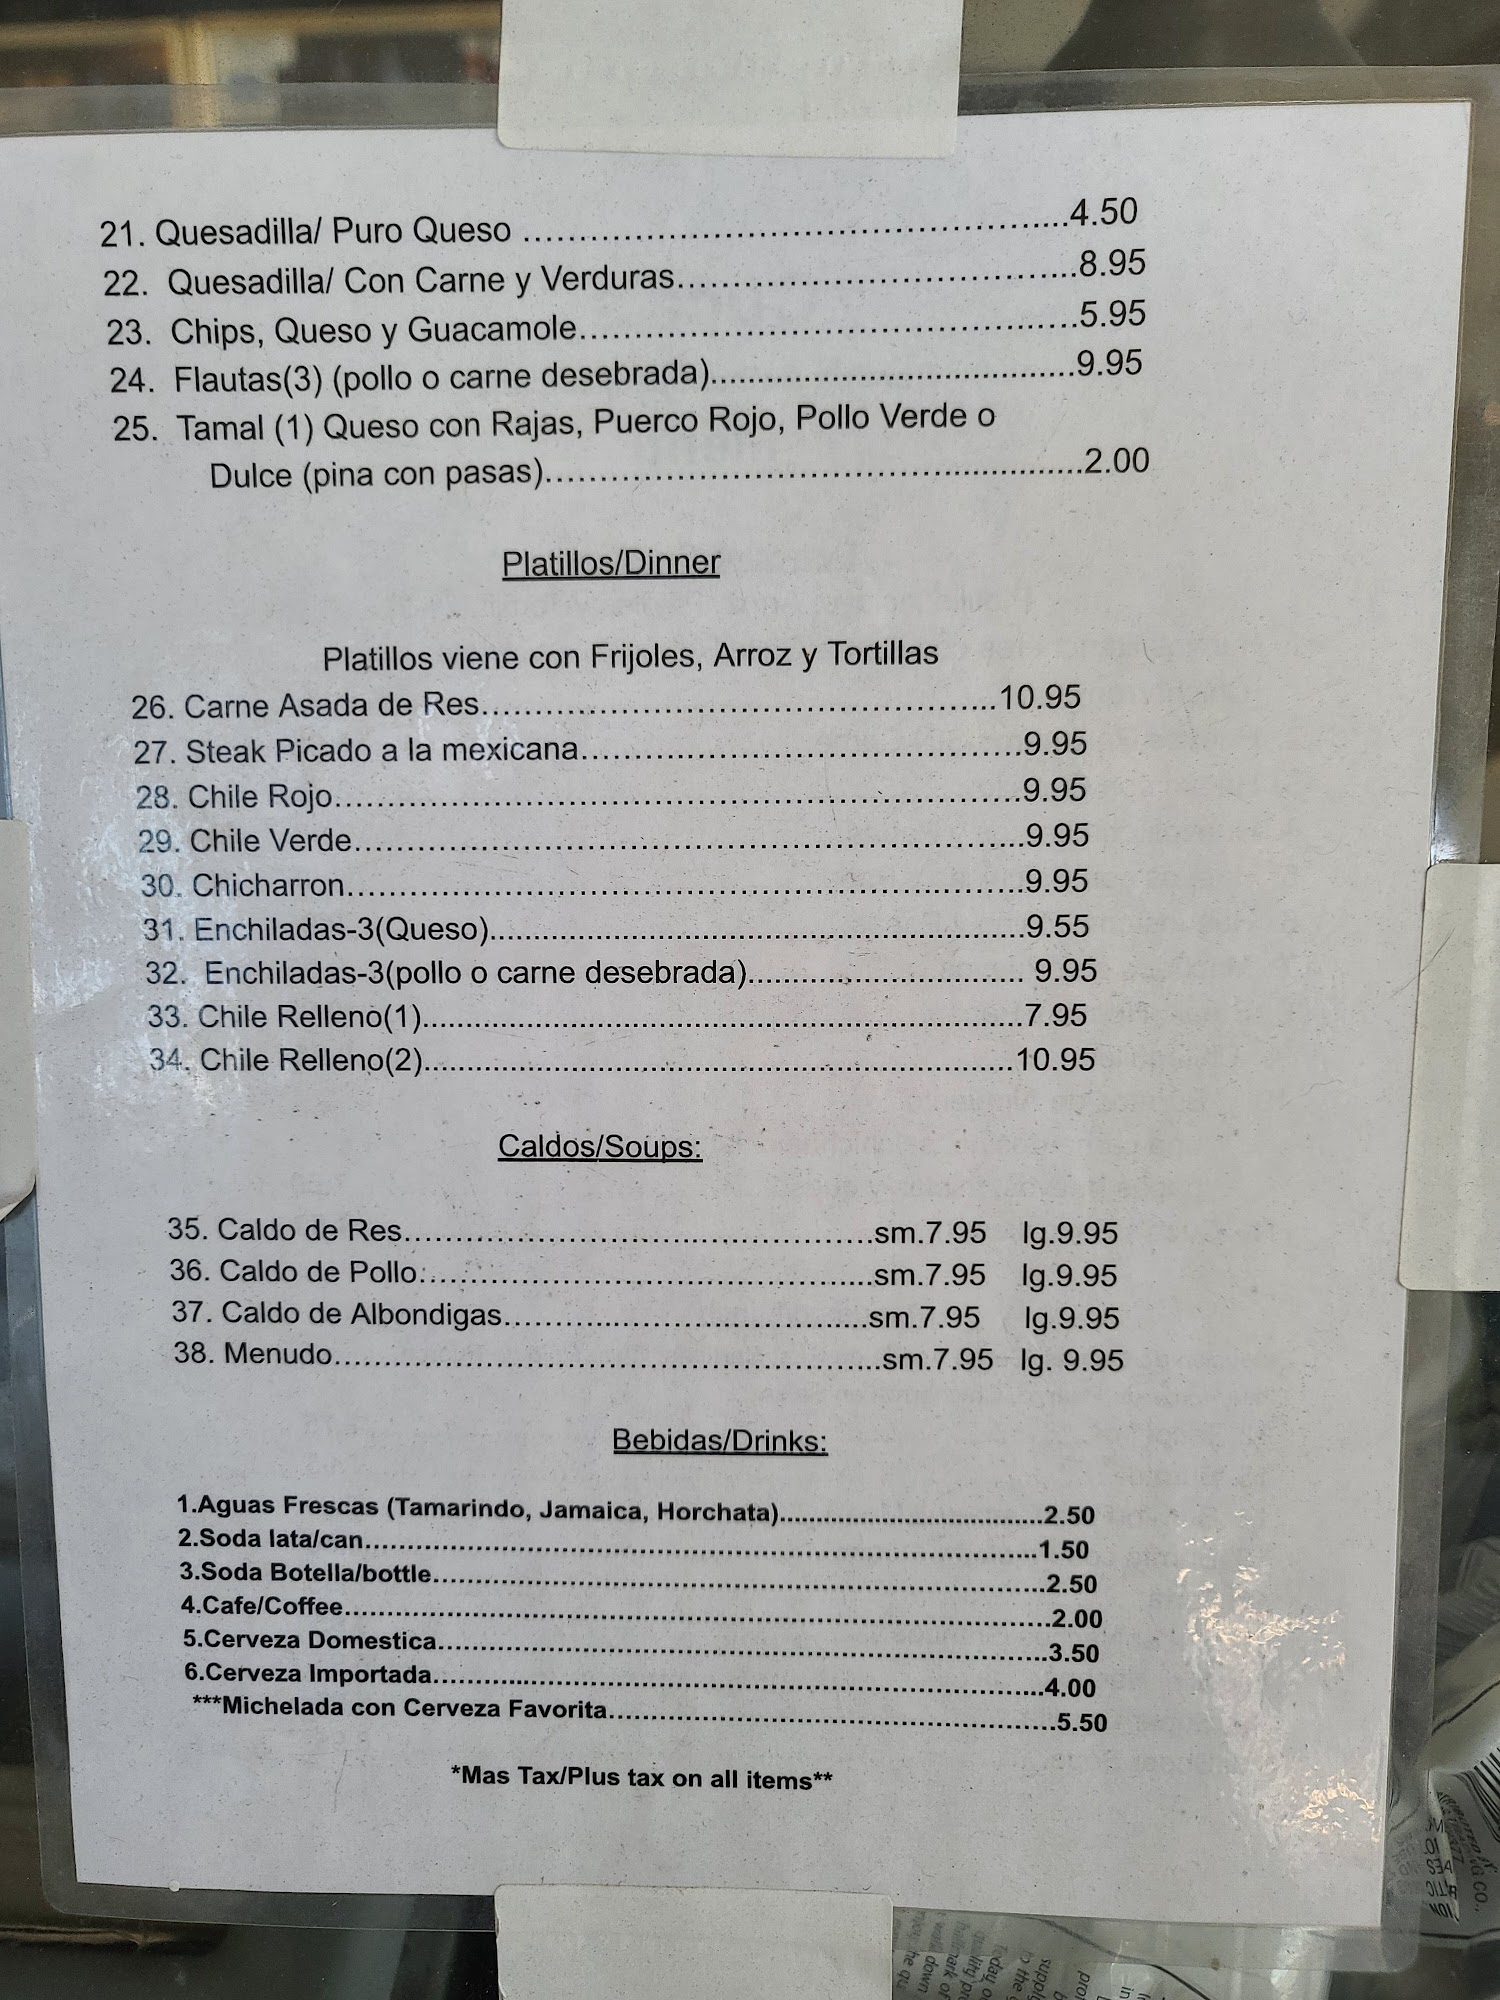 21. Quesadilla/ Puro Queso ........................................................4.50
22. Quesadilla/ Con Carne y Verduras..........................................8.95
23. Chips, Queso y Guacamole...................................................5.95
24. Flautas(3) (pollo o carne desebrada)......................................9.95
25. Tamal (1) Queso con Rajas, Puerco Rojo, Pollo Verde o
Dulce (pina con pasas).......................................................2.00
Platillos/Dinner
Platillos viene con Frijoles, Arroz y Tortillas
26. Carne Asada de Res.......................................................10.95
27. Steak Picado a la mexicana..............................................9.95
28. Chile Rojo.......................................................................9.95
29. Chile Verde.....................................................................9.95
30. Chicharron......................................................................9.95
31. Enchiladas-3(Queso).......................................................9.55
32. Enchiladas-3(pollo o carne desebrada)............................... 9.95
33. Chile Relleno(1)...............................................................7.95
34. Chile Relleno(2)..............................................................10.95
Caldos/Soups:
35. Caldo de Res....................................................sm.7.95 lg.9.95
36. Caldo de Pollo..................................................sm.7.95 lg.9.95
37. Caldo de Albondigas........................................sm.7.95 lg.9.95
38. Menudo............................................................sm.7.95 lg. 9.95
Bebidas/Drinks:
1.Aguas Frescas (Tamarindo, Jamaica, Horchata)...................................2.50
2.Soda lata/can....................................................................................1.50
3.Soda Botella/bottle............................................................................2.50
4.Cafe/Coffee.......................................................................................2.00
5.Cerveza Domestica............................................................................3.50
6.Cerveza Importada............................................................................4.00
***Michelada con Cerveza Favorita........................................................5.50
*Mas Tax/Plus tax on all items**